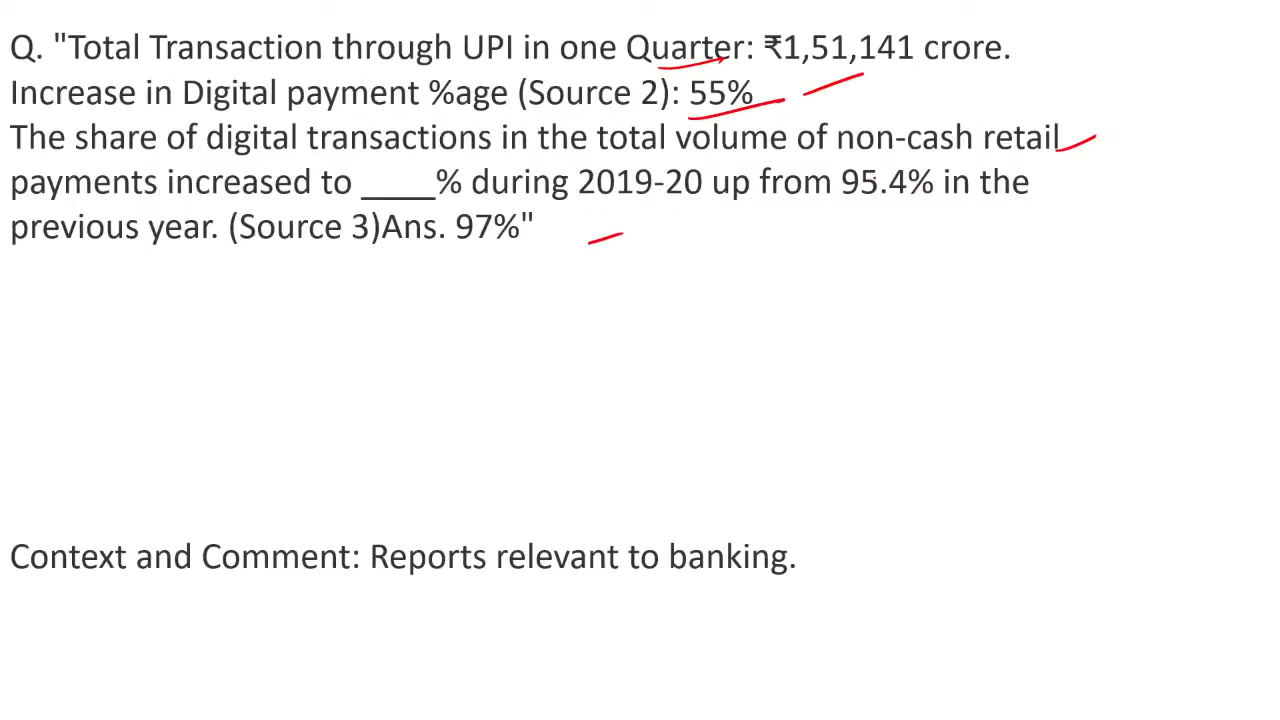 Q. "Total Transaction through UPI in one Quarter: ₹1,51,141 crore.
Increase in Digital payment %age (Source 2): 55%
The share of digital transactions in the total volume of non-cash retail
payments increased to ____% during 2019-20 up from 95.4% in the
previous year. (Source 3)Ans. 97%"
Context and Comment: Reports relevant to banking.